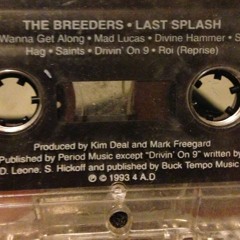 THE BREEDERS • LAST SPLASH
Wanna Get Along • Mad Lucas • Divine Hammer • S
Hag • Saints • Drivin' On 9 • Roi (Reprise)
Produced by Kim Deal and Mark Freegard
Published by Period Music except "Drivin' On 9" written by
D. Leone, S. Hickoff and published by Buck Tempo Music
© 1993 4 A.D